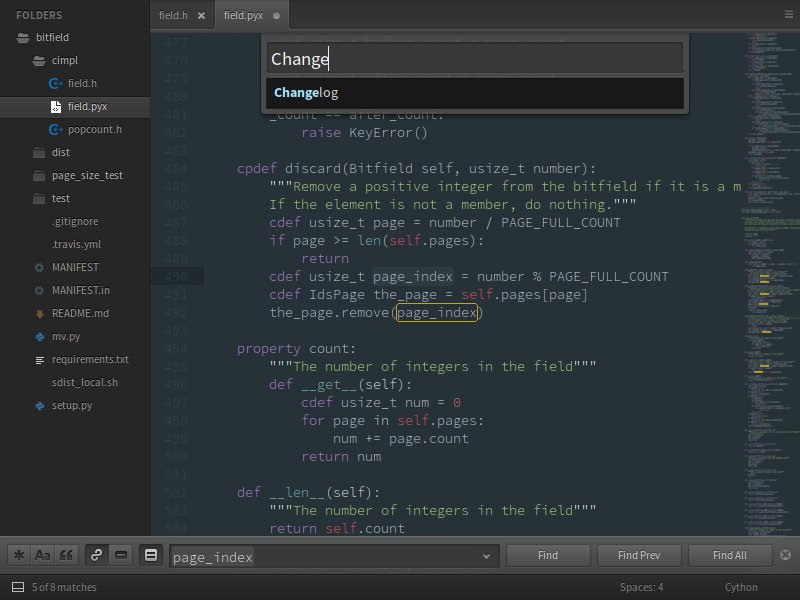 FOLDERS
bitfield
cimpl
field.h
field.pyx
popcount.h
dist
page_size_test
test
.gitignore
.travis.yml
MANIFEST
MANIFEST.in
README.md
mv.py
requirements.txt
sdist_local.sh
setup.py
field.h
field.pyx
Change
Changelog
477
478
479
480
481
482 raise KeyError()
483
484 cpdef discard(Bitfield self, usize_t number):
485 """Remove a positive integer from the bitfield if it is a m
486 If the element is not a member, do nothing."""
487 cdef usize_t page = number / PAGE_FULL_COUNT
488 if page >= len(self.pages):
489 return
490 cdef usize_t page_index = number % PAGE_FULL_COUNT
491 cdef IdsPage the_page = self.pages[page]
492 the_page.remove(page_index)
493
494 property count:
495 """The number of integers in the field"""
496 def __get__(self):
497 cdef usize_t num = 0
498 for page in self.pages:
499 num += page.count
500 return num
501
502 def __len__(self):
503 """The number of integers in the field"""
504 return self.count
Aa
page_index
Find
Find Prev
Find All
5 of 8 matches
Spaces: 4
Cython